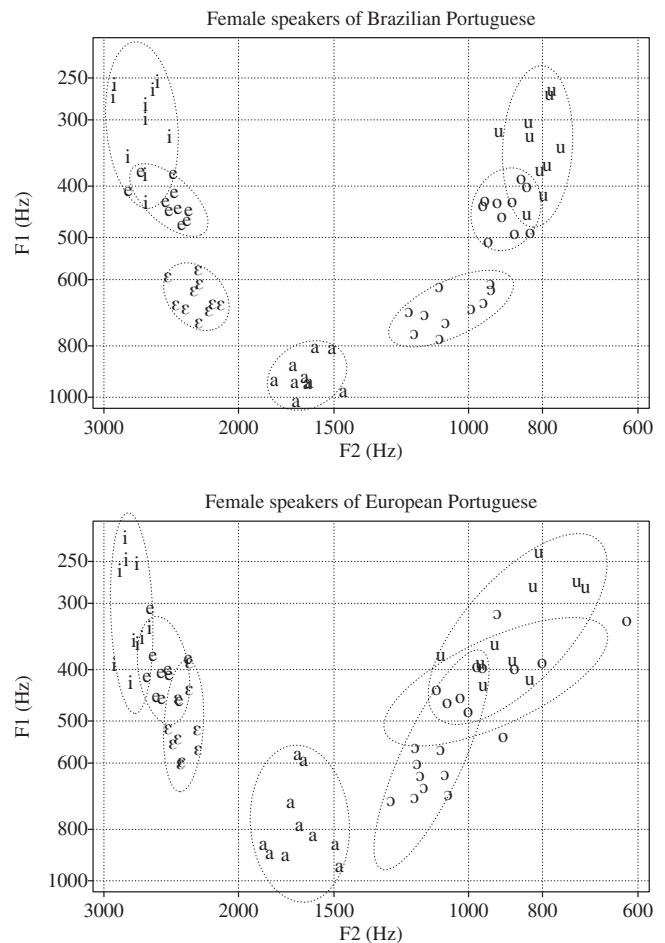 Female speakers of Brazilian Portuguese
F1 (Hz)
250
300
400
500
600
800
1000
i i i i i i i i i i
e e e e e e e e e e
ɛ ɛ ɛ ɛ ɛ ɛ ɛ ɛ ɛ ɛ
a a a a a a a a a a
ɔ ɔ ɔ ɔ ɔ ɔ ɔ ɔ ɔ ɔ
o o o o o o o o o o
u u u u u u u u u u
3000 2000 1500 1000 800 600
F2 (Hz)
Female speakers of European Portuguese
F1 (Hz)
250
300
400
500
600
800
1000
i i i i i i i i i i
e e e e e e e e e e
ɛ ɛ ɛ ɛ ɛ ɛ ɛ ɛ ɛ ɛ
a a a a a a a a a a
ɔ ɔ ɔ ɔ ɔ ɔ ɔ ɔ ɔ ɔ
o o o o o o o o o o
u u u u u u u u u u
3000 2000 1500 1000 800 600
F2 (Hz)